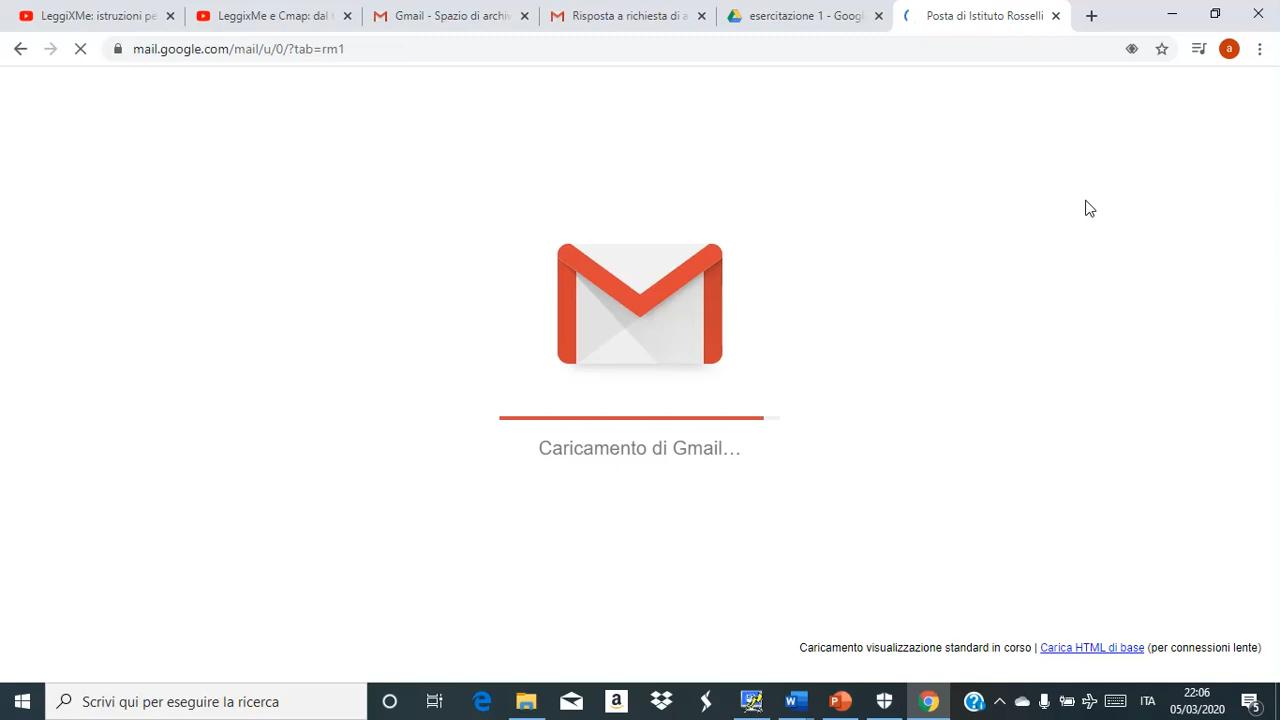 LeggiXMe: istruzioni pe
LeggixMe e Cmap: dal t
Gmail - Spazio di archiv
Risposta a richiesta di a
esercitazione 1 - Googl
Posta di Istituto Rosselli
mail.google.com/mail/u/0/?tab=rm1
a
Caricamento di Gmail…
Caricamento visualizzazione standard in corso | Carica HTML di base (per connessioni lente)
Scrivi qui per eseguire la ricerca
ITA
22:06
05/03/2020
5